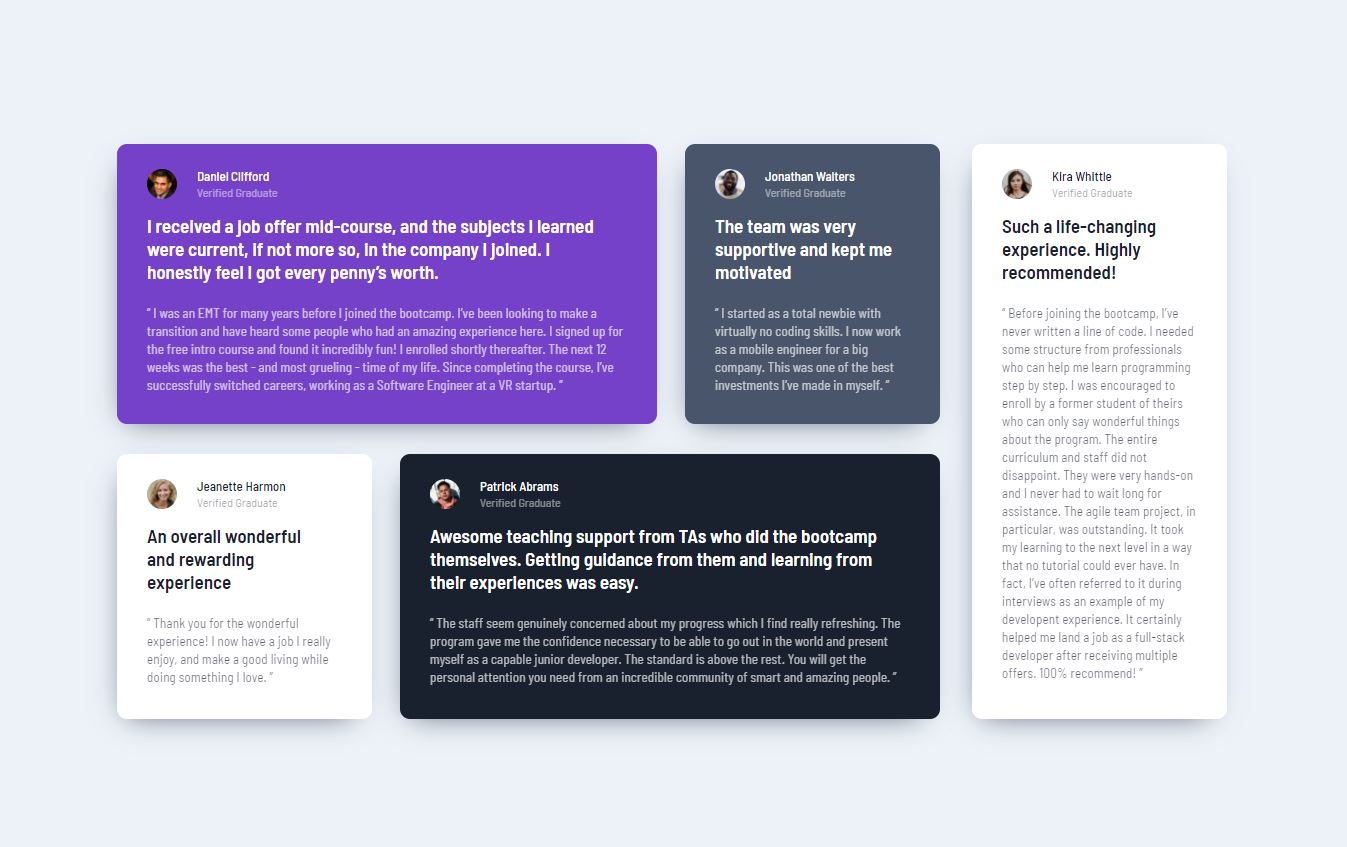 Daniel Clifford
Verified Graduate
I received a job offer mid-course, and the subjects I learned
were current, if not more so, in the company I joined. I
honestly feel I got every penny’s worth.
“ I was an EMT for many years before I joined the bootcamp. I’ve been looking to make a
transition and have heard some people who had an amazing experience here. I signed up for
the free intro course and found it incredibly fun! I enrolled shortly thereafter. The next 12
weeks was the best - and most grueling - time of my life. Since completing the course, I’ve
successfully switched careers, working as a Software Engineer at a VR startup. ”
Jonathan Walters
Verified Graduate
The team was very
supportive and kept me
motivated
“ I started as a total newbie with
virtually no coding skills. I now work
as a mobile engineer for a big
company. This was one of the best
investments I’ve made in myself. ”
Kira Whittle
Verified Graduate
Such a life-changing
experience. Highly
recommended!
“ Before joining the bootcamp, I’ve
never written a line of code. I needed
some structure from professionals
who can help me learn programming
step by step. I was encouraged to
enroll by a former student of theirs
who can only say wonderful things
about the program. The entire
curriculum and staff did not
disappoint. They were very hands-on
and I never had to wait long for
assistance. The agile team project, in
particular, was outstanding. It took
my learning to the next level in a way
that no tutorial could ever have. In
fact, I’ve often referred to it during
interviews as an example of my
developent experience. It certainly
helped me land a job as a full-stack
developer after receiving multiple
offers. 100% recommend! ”
Jeanette Harmon
Verified Graduate
An overall wonderful
and rewarding
experience
“ Thank you for the wonderful
experience! I now have a job I really
enjoy, and make a good living while
doing something I love. ”
Patrick Abrams
Verified Graduate
Awesome teaching support from TAs who did the bootcamp
themselves. Getting guidance from them and learning from
their experiences was easy.
“ The staff seem genuinely concerned about my progress which I find really refreshing. The
program gave me the confidence necessary to be able to go out in the world and present
myself as a capable junior developer. The standard is above the rest. You will get the
personal attention you need from an incredible community of smart and amazing people. ”